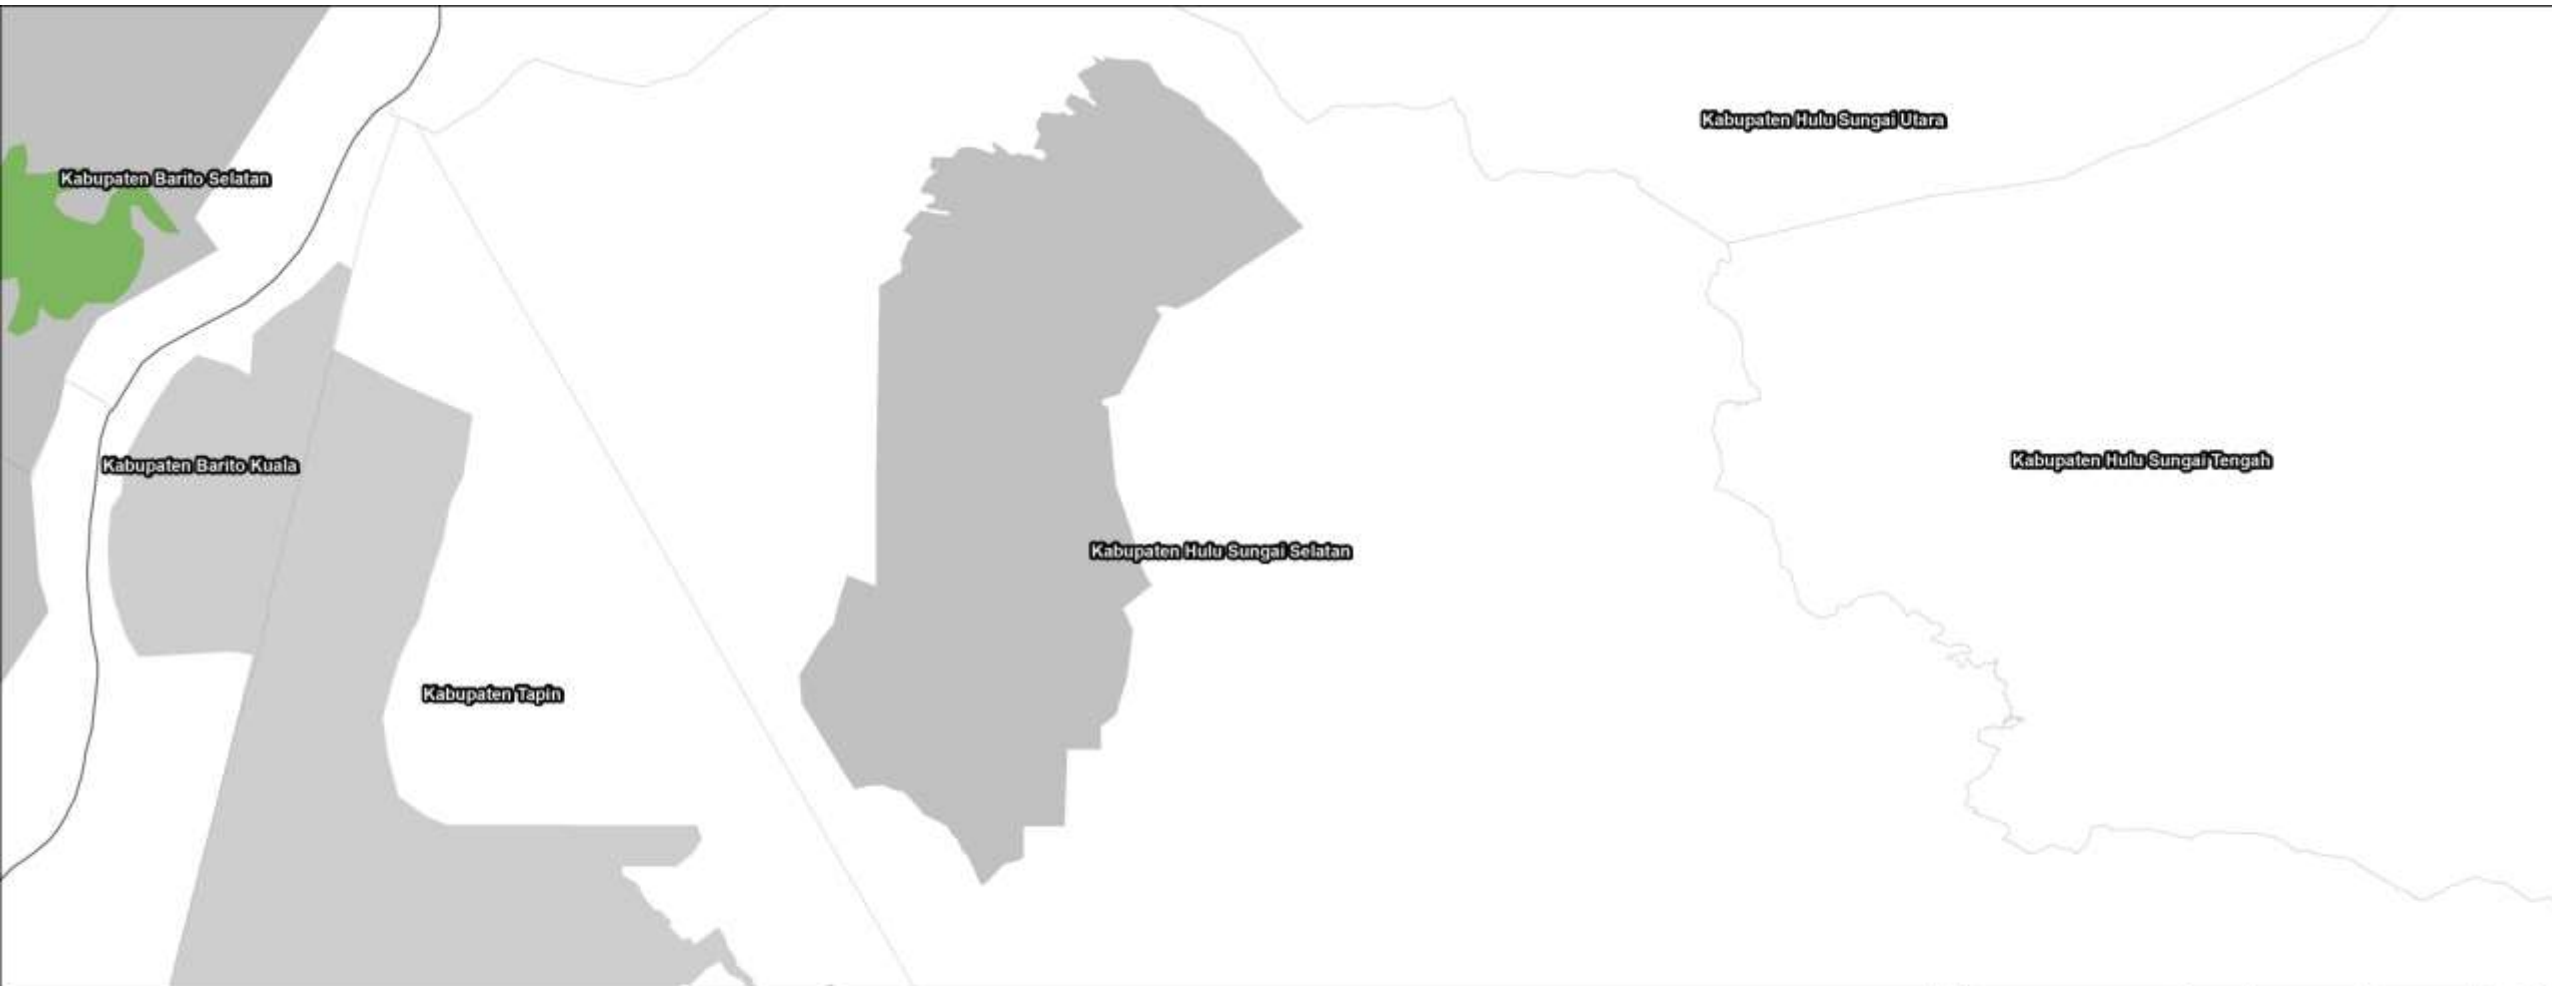 Kabupaten Hulu Sungai Utara
Kabupaten Barito Selatan
Kabupaten Barito Kuala
Kabupaten Hulu Sungai Tengah
Kabupaten Hulu Sungai Selatan
Kabupaten Tapin